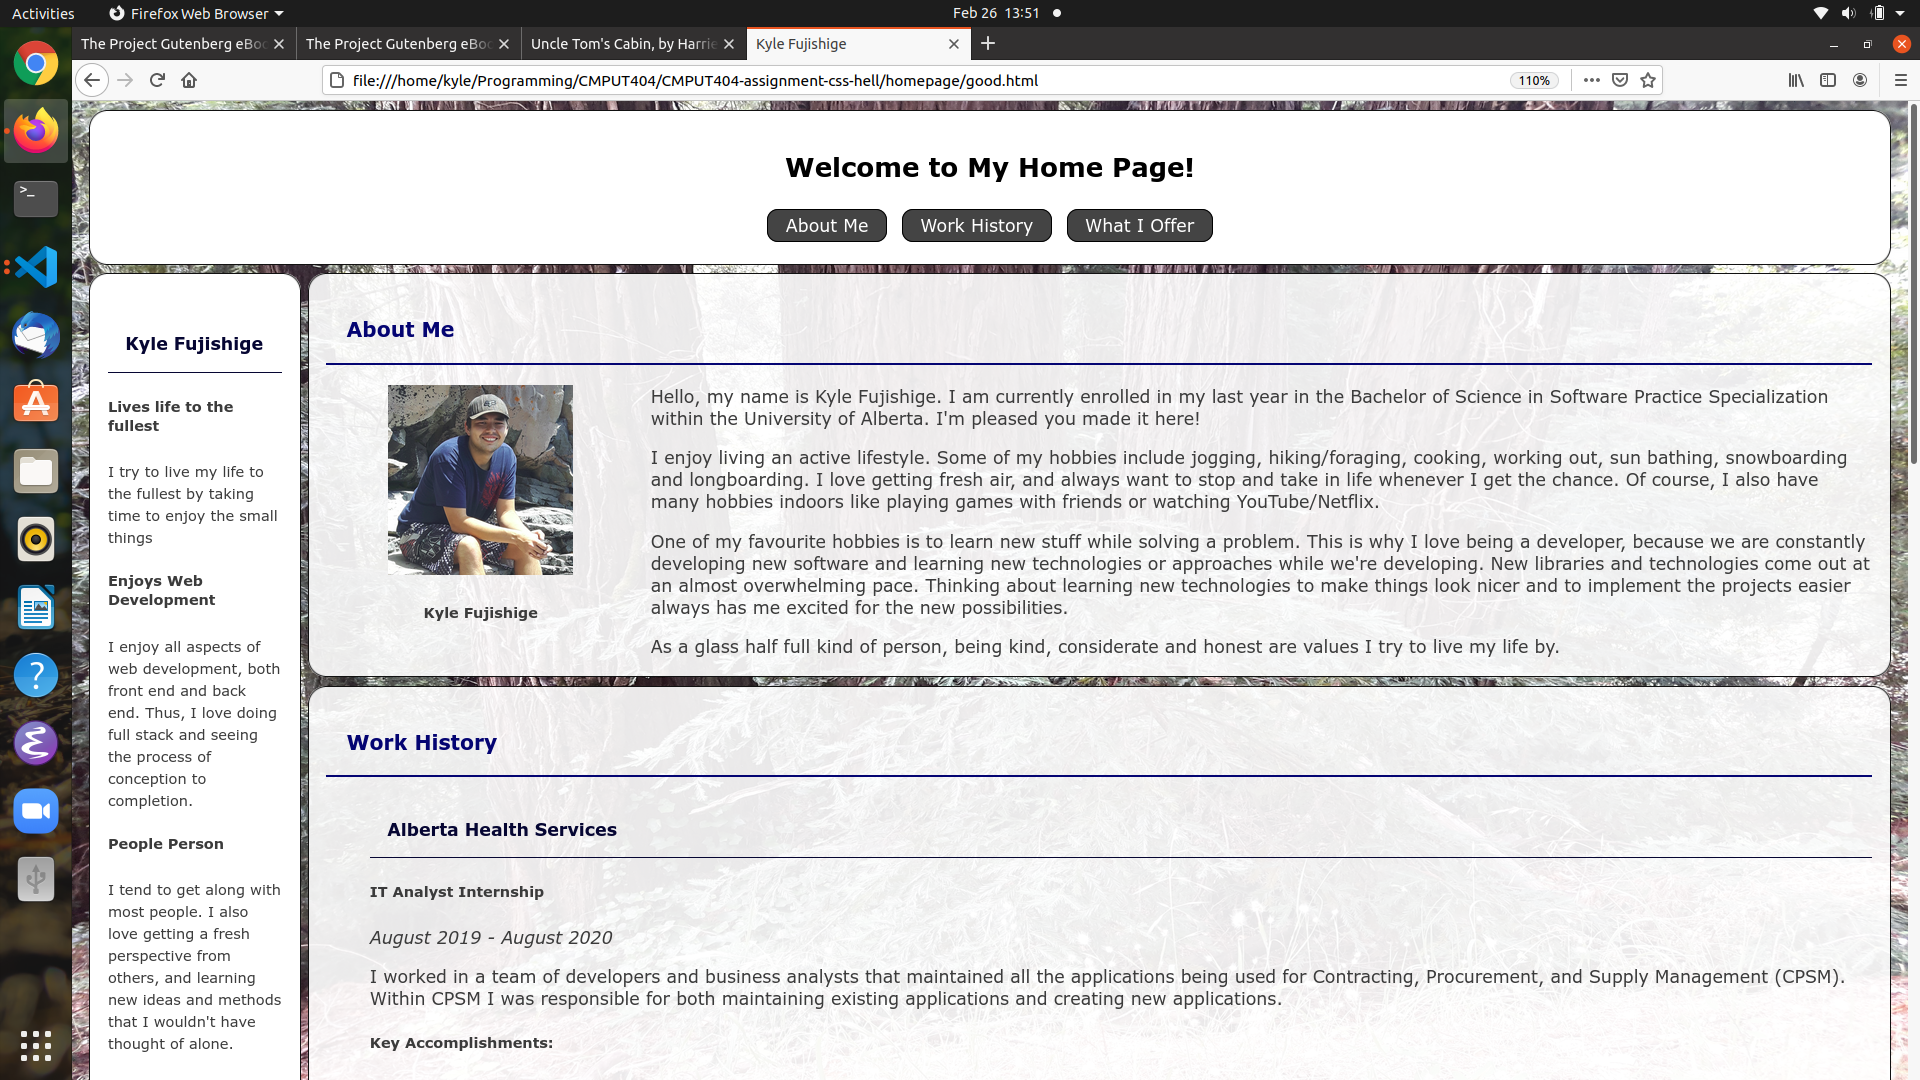 Activities Firefox Web Browser Feb 26 13:51
The Project Gutenberg eBoo The Project Gutenberg eBoo Uncle Tom's Cabin, by Harrie Kyle Fujishige
file:///home/kyle/Programming/CMPUT404/CMPUT404-assignment-css-hell/homepage/good.html 110%
Welcome to My Home Page!
About Me Work History What I Offer
Kyle Fujishige
Lives life to the
fullest
I try to live my life to
the fullest by taking
time to enjoy the small
things
Enjoys Web
Development
I enjoy all aspects of
web development, both
front end and back
end. Thus, I love doing
full stack and seeing
the process of
conception to
completion.
People Person
I tend to get along with
most people. I also
love getting a fresh
perspective from
others, and learning
new ideas and methods
that I wouldn't have
thought of alone.
About Me
Kyle Fujishige
Hello, my name is Kyle Fujishige. I am currently enrolled in my last year in the Bachelor of Science in Software Practice Specialization
within the University of Alberta. I'm pleased you made it here!
I enjoy living an active lifestyle. Some of my hobbies include jogging, hiking/foraging, cooking, working out, sun bathing, snowboarding
and longboarding. I love getting fresh air, and always want to stop and take in life whenever I get the chance. Of course, I also have
many hobbies indoors like playing games with friends or watching YouTube/Netflix.
One of my favourite hobbies is to learn new stuff while solving a problem. This is why I love being a developer, because we are constantly
developing new software and learning new technologies or approaches while we're developing. New libraries and technologies come out at
an almost overwhelming pace. Thinking about learning new technologies to make things look nicer and to implement the projects easier
always has me excited for the new possibilities.
As a glass half full kind of person, being kind, considerate and honest are values I try to live my life by.
Work History
Alberta Health Services
IT Analyst Internship
August 2019 - August 2020
I worked in a team of developers and business analysts that maintained all the applications being used for Contracting, Procurement, and Supply Management (CPSM).
Within CPSM I was responsible for both maintaining existing applications and creating new applications.
Key Accomplishments: